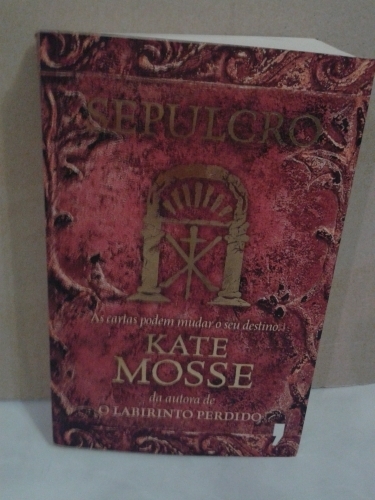 SEPULCRO
As cartas podem mudar o seu destino...
KATE
MOSSE
da autora de
O LABIRINTO PERDIDO